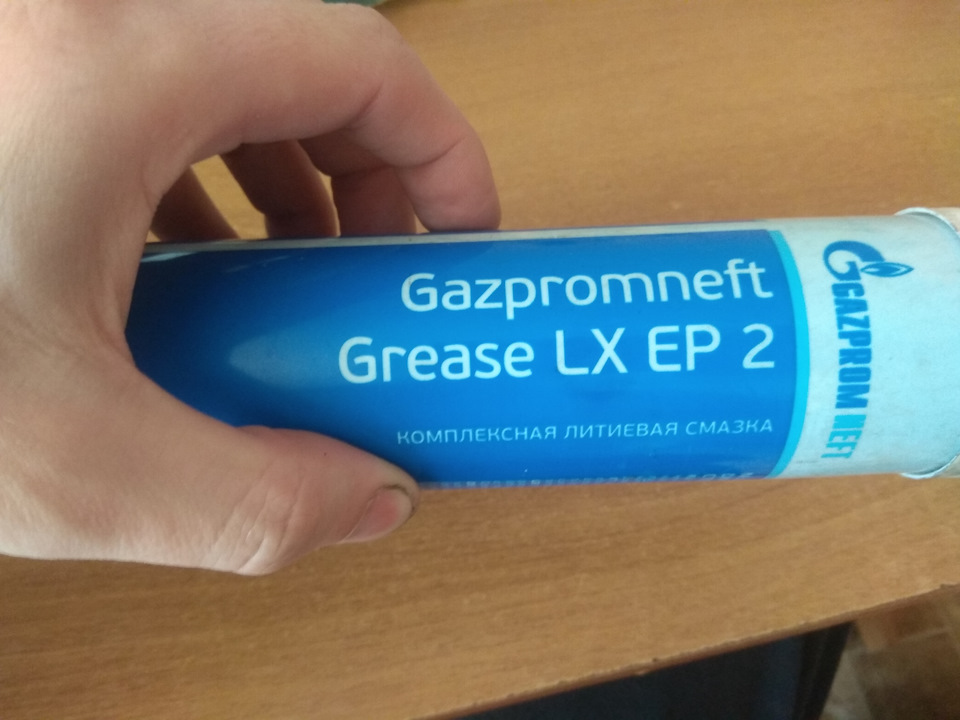 Gazpromneft
Grease LX EP 2
КОМПЛЕКСНАЯ ЛИТИЕВАЯ СМАЗКА
GAZPROM NEFT